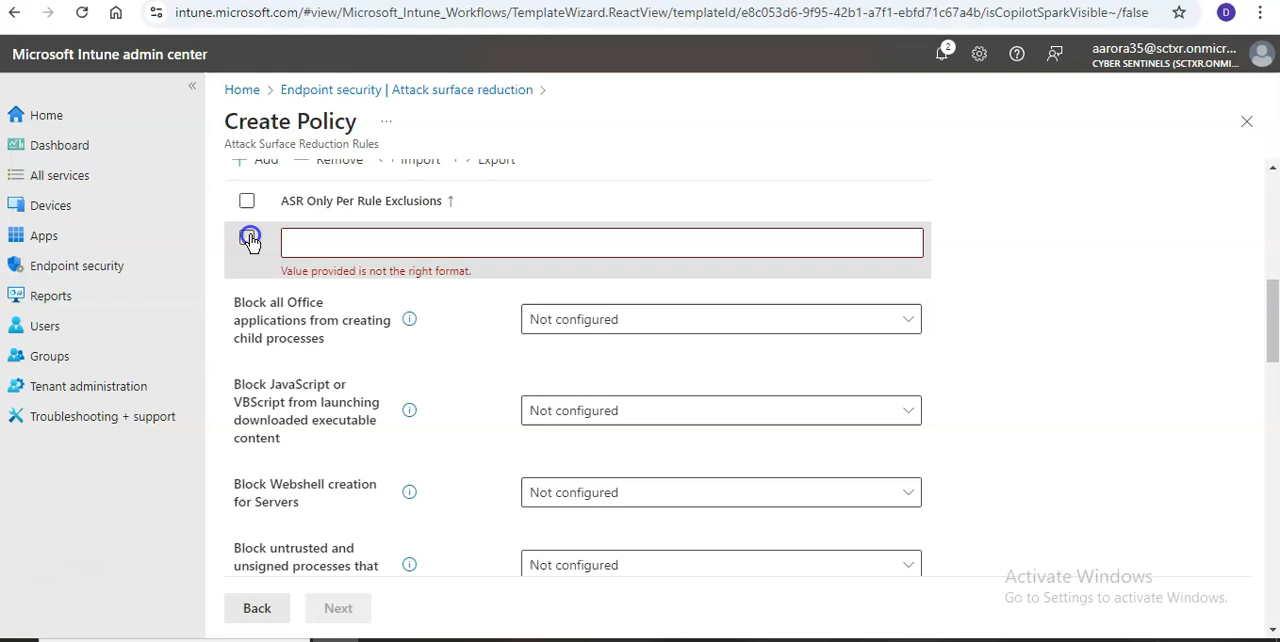 intune.microsoft.com/#view/Microsoft_Intune_Workflows/TemplateWizard.ReactView/templateId/e8c053d6-9f95-42b1-a7f1-ebfd71c67a4b/isCopilotSparkVisible~/false
D
Microsoft Intune admin center
2
aarora35@sctxr.onmicr...
CYBER SENTINELS (SCTXR.ONMI...
Home
Dashboard
All services
Devices
Apps
Endpoint security
Reports
Users
Groups
Tenant administration
Troubleshooting + support
Home > Endpoint security | Attack surface reduction >
Create Policy ...
Attack Surface Reduction Rules
Add Remove Import Export
ASR Only Per Rule Exclusions ↑
Value provided is not the right format.
Block all Office
applications from creating
child processes
Not configured
Block JavaScript or
VBScript from launching
downloaded executable
content
Not configured
Block Webshell creation
for Servers
Not configured
Block untrusted and
unsigned processes that
Not configured
Back
Next
Activate Windows
Go to Settings to activate Windows.